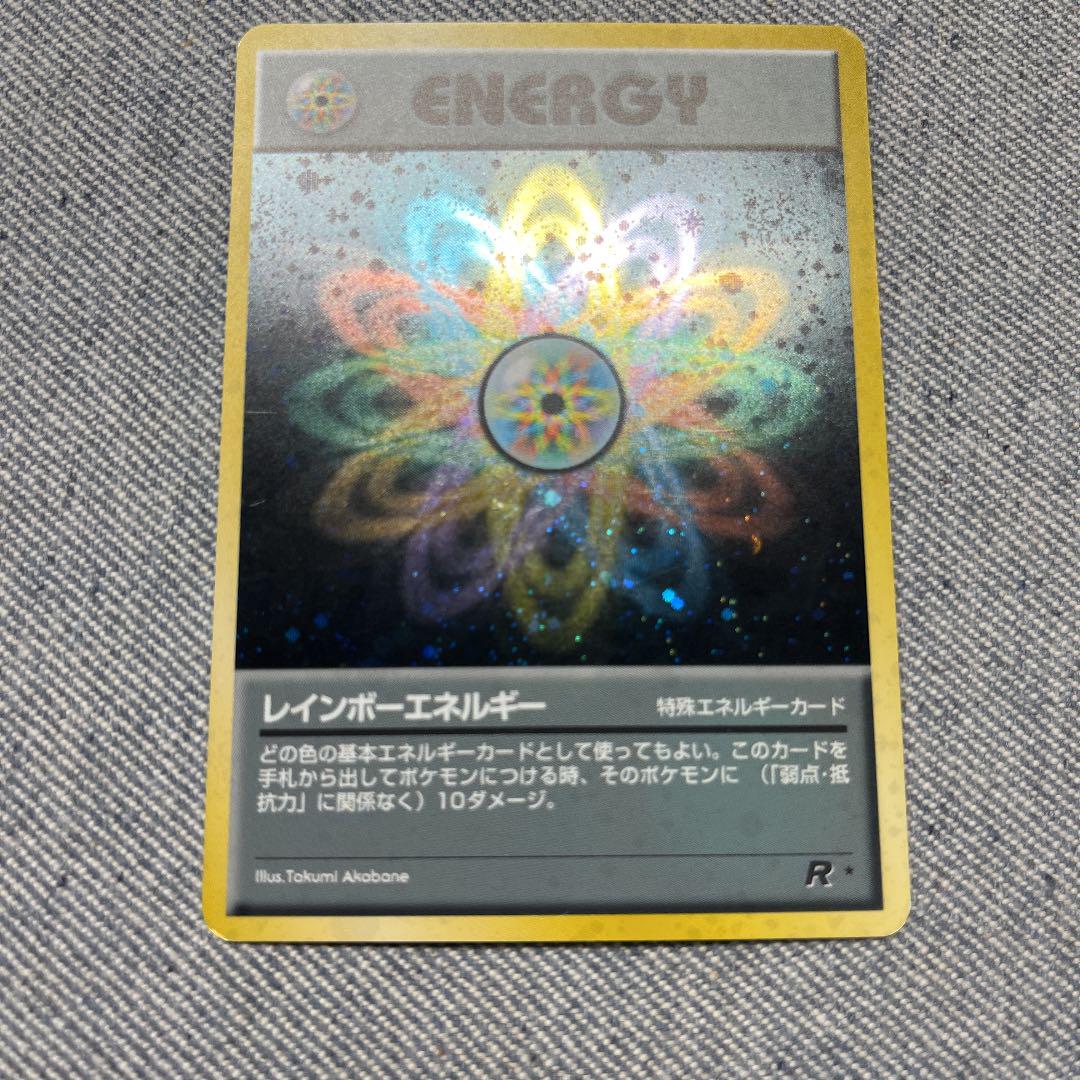 ENERGY
レインボーエネルギー 特殊エネルギーカード
どの色の基本エネルギーカードとして使ってもよい。このカードを
手札から出してポケモンにつける時、そのポケモンに （「弱点・抵
抗力」に関係なく）10ダメージ。
Illus.Takumi Akabane R ★